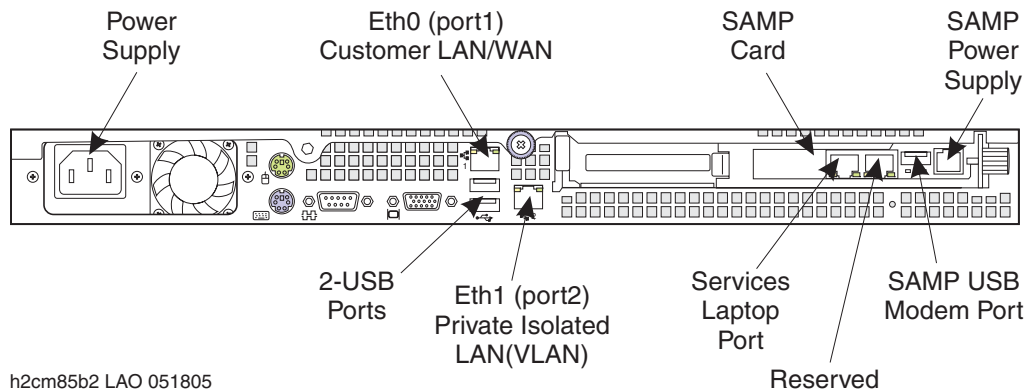 Power
Supply
Eth0 (port1)
Customer LAN/WAN
SAMP
Card
SAMP
Power
Supply
1
2-USB
Ports
Eth1 (port2)
Private Isolated
LAN(VLAN)
Services
Laptop
Port
SAMP USB
Modem Port
Reserved
h2cm85b2 LAO 051805